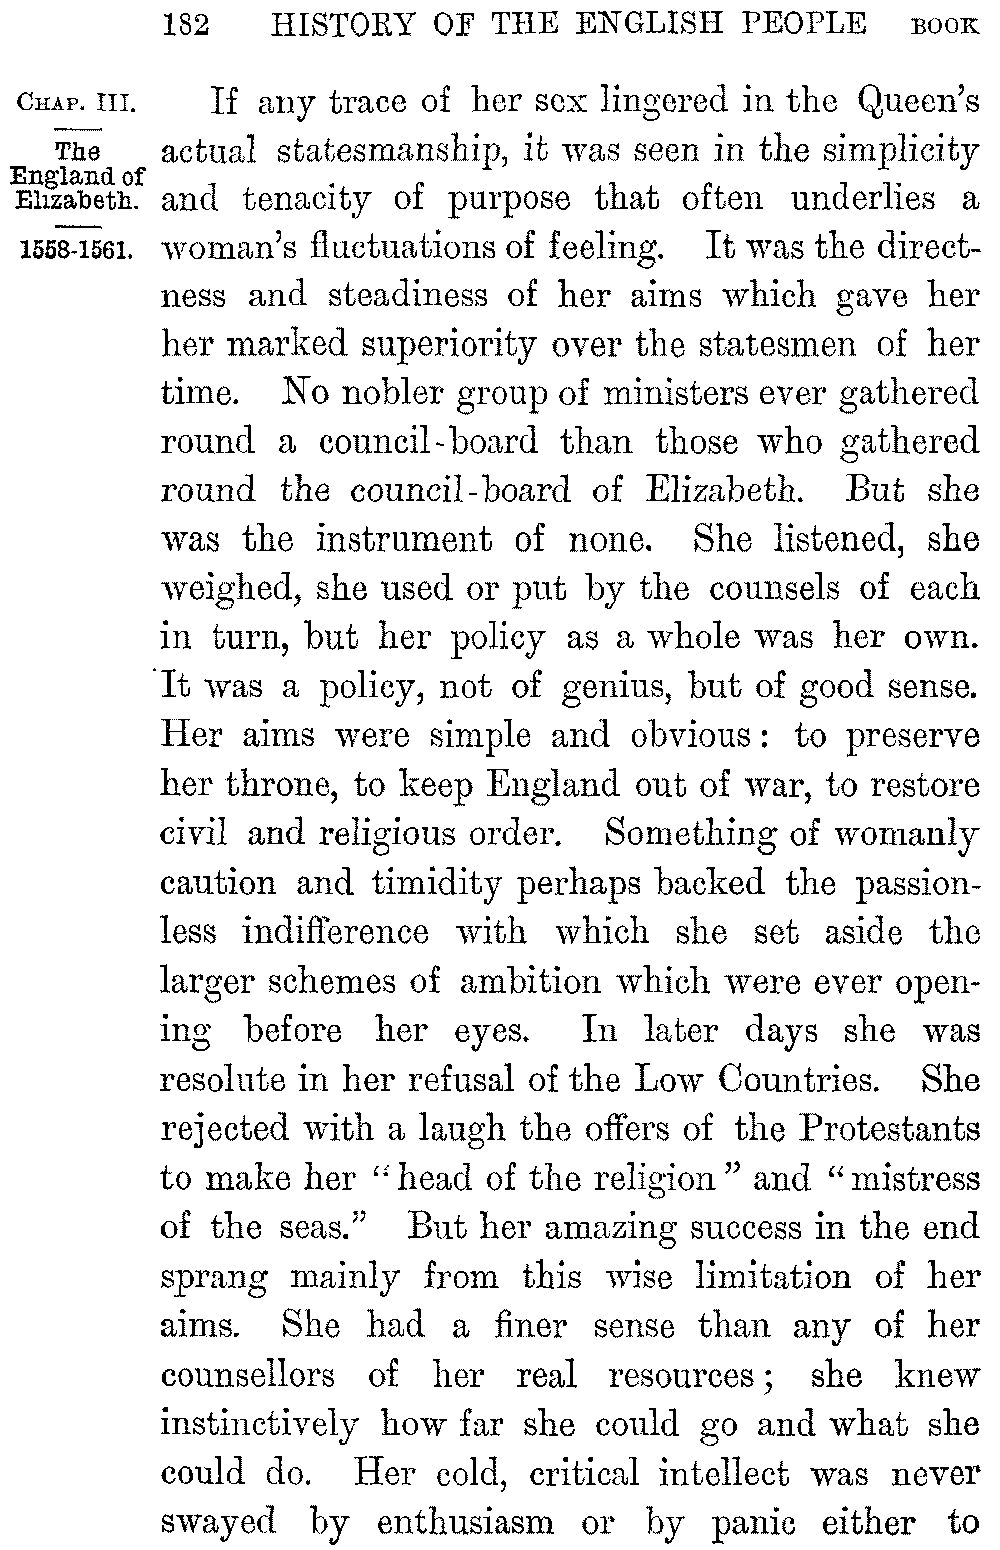 182 HISTORY OF THE ENGLISH PEOPLE BOOK
CHAP. III.
The
England of
Elizabeth.
1558-1561.
If any trace of her sex lingered in the Queen's
actual statesmanship, it was seen in the simplicity
and tenacity of purpose that often underlies a
woman's fluctuations of feeling. It was the direct-
ness and steadiness of her aims which gave her
her marked superiority over the statesmen of her
time. No nobler group of ministers ever gathered
round a council-board than those who gathered
round the council-board of Elizabeth. But she
was the instrument of none. She listened, she
weighed, she used or put by the counsels of each
in turn, but her policy as a whole was her own.
It was a policy, not of genius, but of good sense.
Her aims were simple and obvious: to preserve
her throne, to keep England out of war, to restore
civil and religious order. Something of womanly
caution and timidity perhaps backed the passion-
less indifference with which she set aside the
larger schemes of ambition which were ever open-
ing before her eyes. In later days she was
resolute in her refusal of the Low Countries. She
rejected with a laugh the offers of the Protestants
to make her "head of the religion" and "mistress
of the seas." But her amazing success in the end
sprang mainly from this wise limitation of her
aims. She had a finer sense than any of her
counsellors of her real resources; she knew
instinctively how far she could go and what she
could do. Her cold, critical intellect was never
swayed by enthusiasm or by panic either to